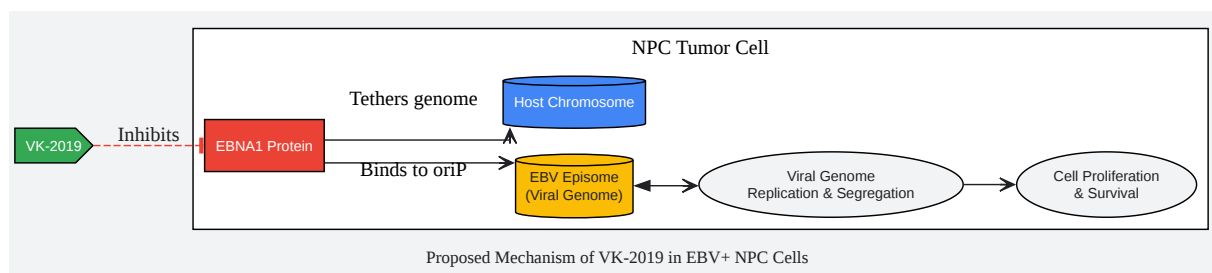 NPC Tumor Cell
Tethers genome
Host Chromosome
VK-2019
Inhibits
EBNA1 Protein
Binds to oriP
EBV Episome
(Viral Genome)
Viral Genome
Replication & Segregation
Cell Proliferation
& Survival
Proposed Mechanism of VK-2019 in EBV+ NPC Cells